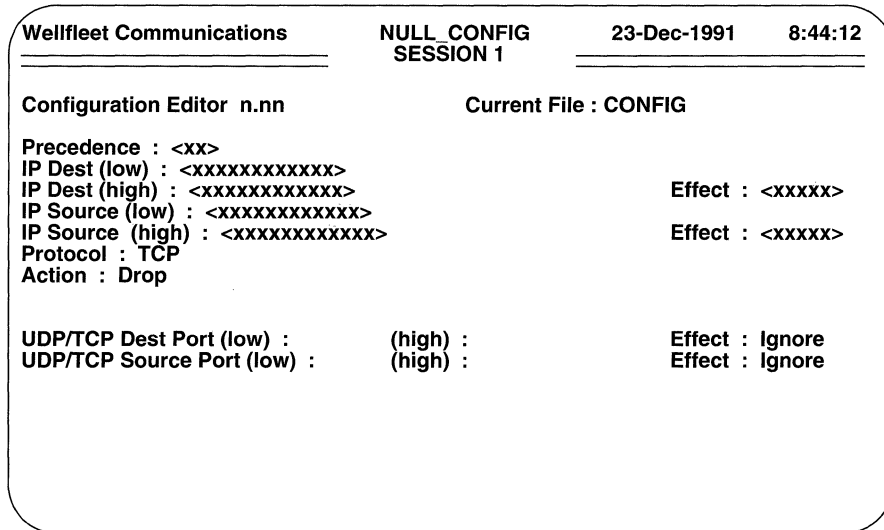 Wellfleet Communications NULL_CONFIG 23-Dec-1991 8:44:12
SESSION 1
Configuration Editor n.nn Current File : CONFIG
Precedence : <xx>
IP Dest (low) : <xxxxxxxxxxxx>
IP Dest (high) : <xxxxxxxxxxxx> Effect : <xxxxx>
IP Source (low) : <xxxxxxxxxxxx>
IP Source (high) : <xxxxxxxxxxxx> Effect : <xxxxx>
Protocol : TCP
Action : Drop
UDP/TCP Dest Port (low) : (high) : Effect : Ignore
UDP/TCP Source Port (low) : (high) : Effect : Ignore